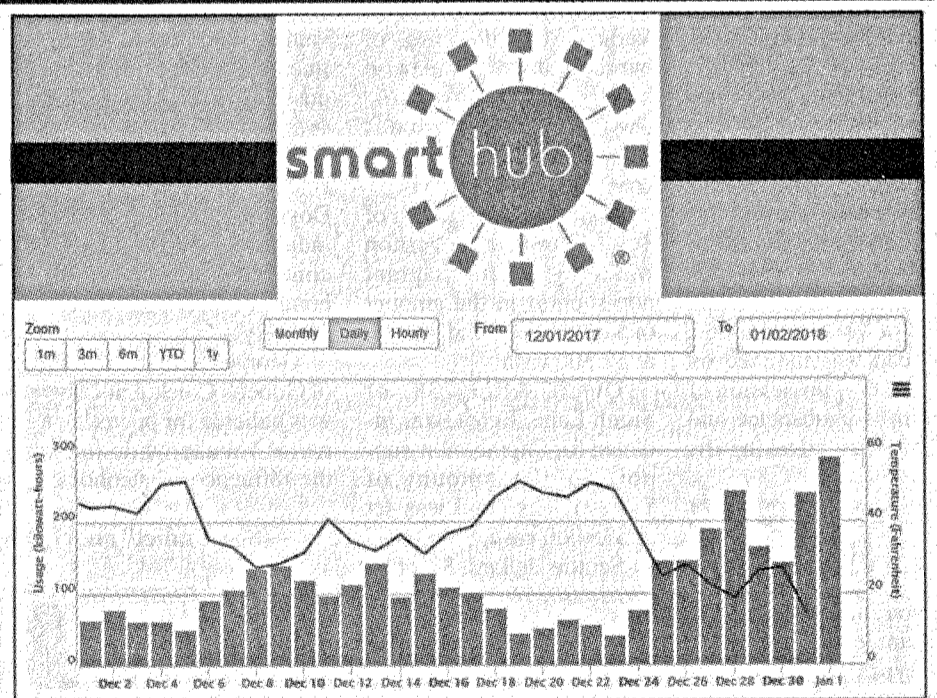 smart hub ®
Zoom
1m 3m 6m YTD 1y
Monthly Daily Hourly
From 12/01/2017
To 01/02/2018
Usage (kilowatt-hours)
300
200
100
0
Temperature (Fahrenheit)
60
40
20
0
Dec 2 Dec 4 Dec 6 Dec 8 Dec 10 Dec 12 Dec 14 Dec 16 Dec 18 Dec 20 Dec 22 Dec 24 Dec 26 Dec 28 Dec 30 Jan 1